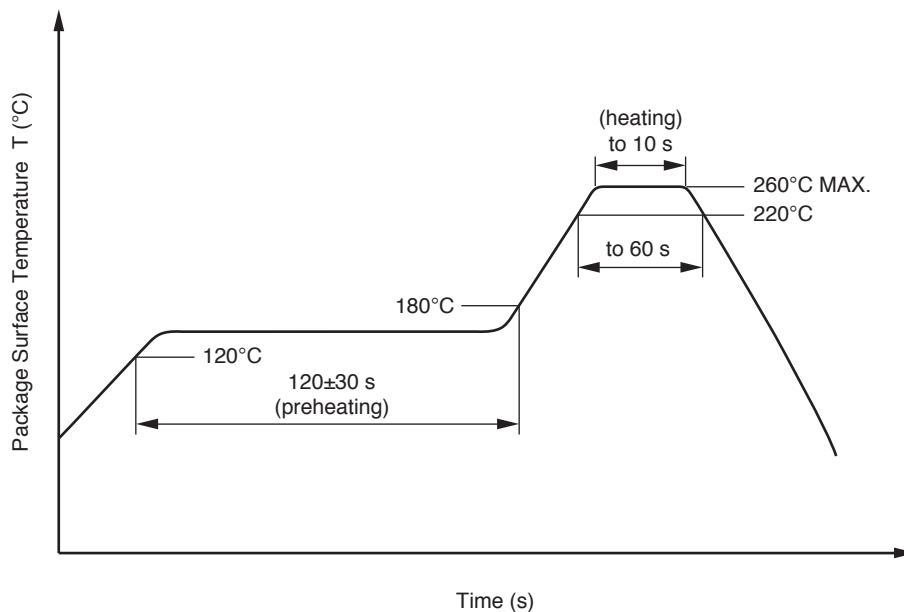 Package Surface Temperature T (°C)
(heating)
to 10 s
260°C MAX.
220°C
to 60 s
180°C
120°C
120±30 s
(preheating)
Time (s)